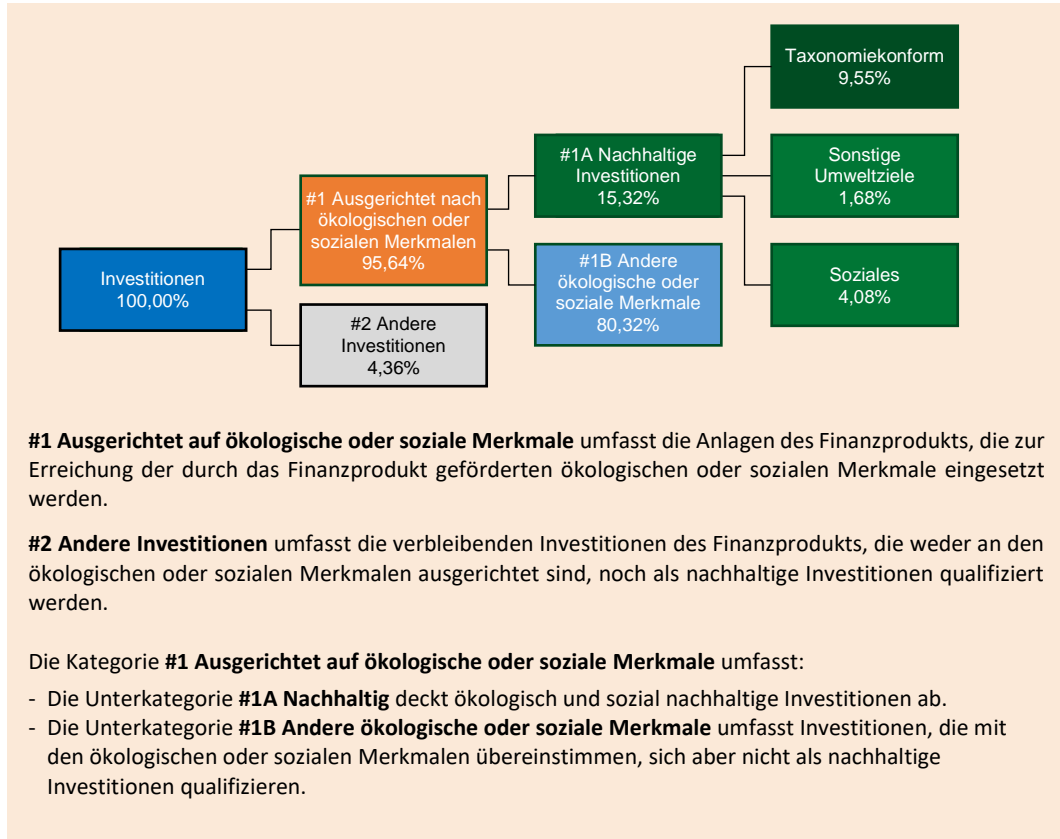 Taxonomiekonform
9,55%
#1A Nachhaltige
Investitionen
15,32%
Sonstige
Umweltziele
1,68%
#1 Ausgerichtet nach
ökologischen oder
sozialen Merkmalen
95,64%
#1B Andere
ökologische oder
soziale Merkmale
80,32%
Soziales
4,08%
Investitionen
100,00%
#2 Andere
Investitionen
4,36%
#1 Ausgerichtet auf ökologische oder soziale Merkmale umfasst die Anlagen des Finanzprodukts, die zur
Erreichung der durch das Finanzprodukt geförderten ökologischen oder sozialen Merkmale eingesetzt
werden.
#2 Andere Investitionen umfasst die verbleibenden Investitionen des Finanzprodukts, die weder an den
ökologischen oder sozialen Merkmalen ausgerichtet sind, noch als nachhaltige Investitionen qualifiziert
werden.
Die Kategorie #1 Ausgerichtet auf ökologische oder soziale Merkmale umfasst:
- Die Unterkategorie #1A Nachhaltig deckt ökologisch und sozial nachhaltige Investitionen ab.
- Die Unterkategorie #1B Andere ökologische oder soziale Merkmale umfasst Investitionen, die mit
den ökologischen oder sozialen Merkmalen übereinstimmen, sich aber nicht als nachhaltige
Investitionen qualifizieren.